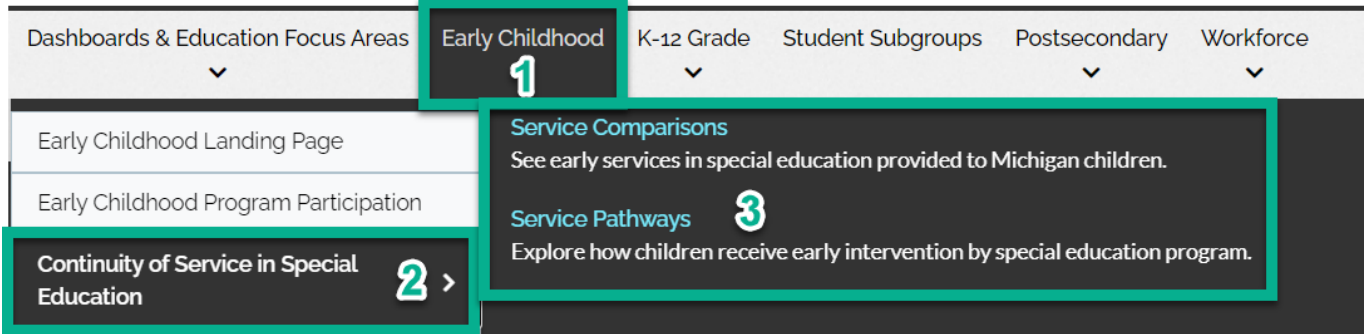 Dashboards & Education Focus Areas Early Childhood K-12 Grade Student Subgroups Postsecondary Workforce
1
Early Childhood Landing Page
Early Childhood Program Participation
Continuity of Service in Special
Education
2
Service Comparisons
See early services in special education provided to Michigan children.
Service Pathways
3
Explore how children receive early intervention by special education program.